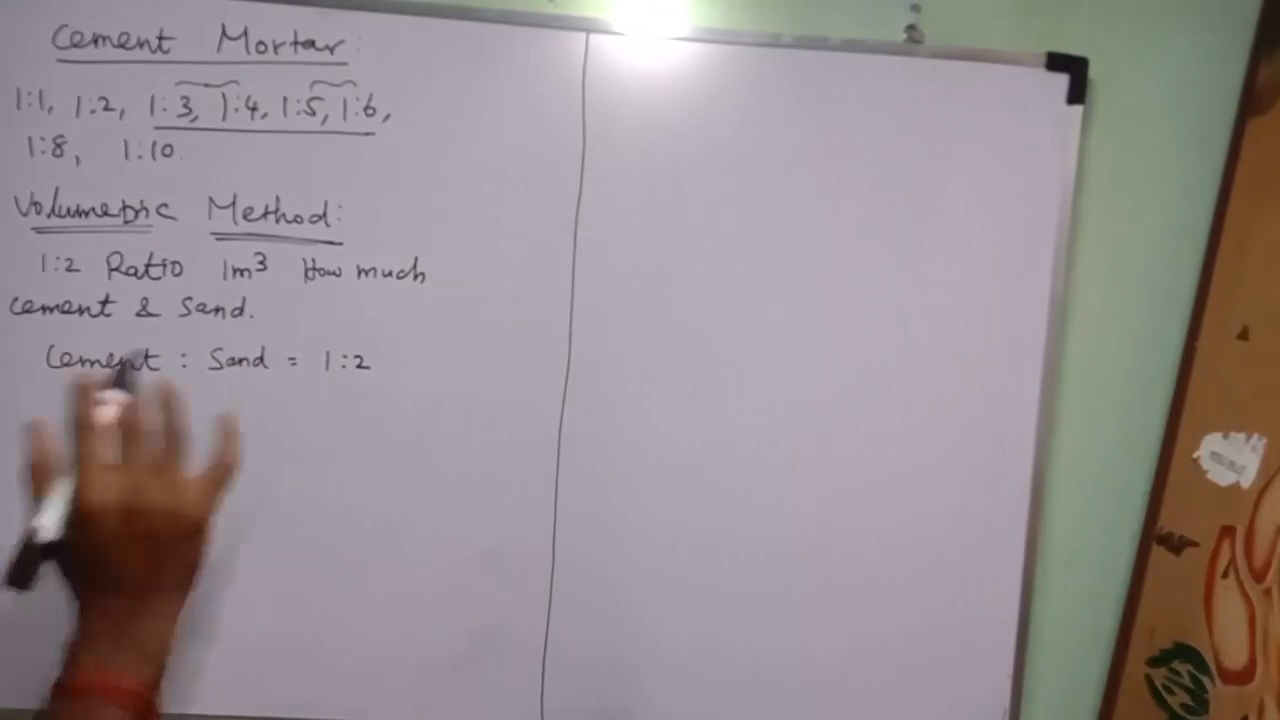 Cement Mortar:
1:1, 1:2, 1:3, 1:4, 1:5, 1:6,
1:8, 1:10.
Volumetric Method:
1:2 Ratio 1m³ How much
Cement & Sand.
Cement : Sand = 1:2